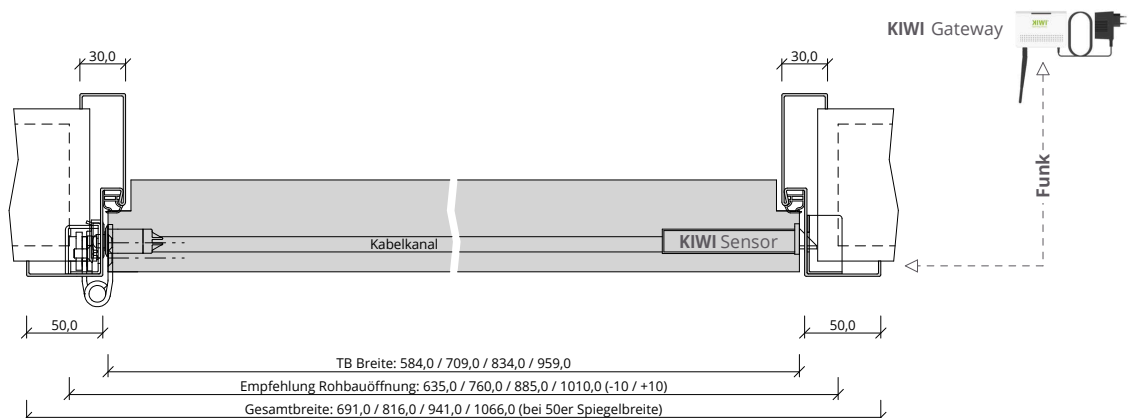 KIWI Gateway
KIWI
30,0
30,0
Funk
Kabelkanal
KIWI Sensor
50,0
50,0
TB Breite: 584,0 / 709,0 / 834,0 / 959,0
Empfehlung Rohbauöffnung: 635,0 / 760,0 / 885,0 / 1010,0 (-10 / +10)
Gesamtbreite: 691,0 / 816,0 / 941,0 / 1066,0 (bei 50er Spiegelbreite)